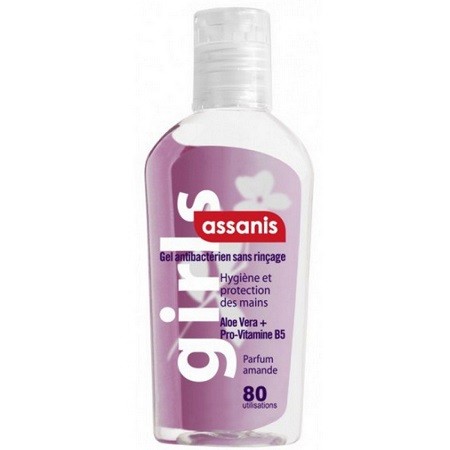 girls
assanis
Gel antibactérien sans rinçage
Hygiène et
protection
des mains
Aloe Vera +
Pro-Vitamine B5
Parfum
amande
80
utilisations